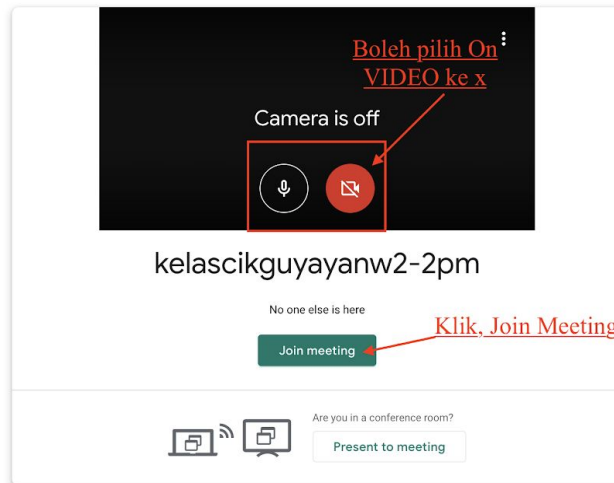 Boleh pilih On
VIDEO ke x
Camera is off
kelascikguyayanw2-2pm
No one else is here
Klik, Join Meeting
Join meeting
Are you in a conference room?
Present to meeting